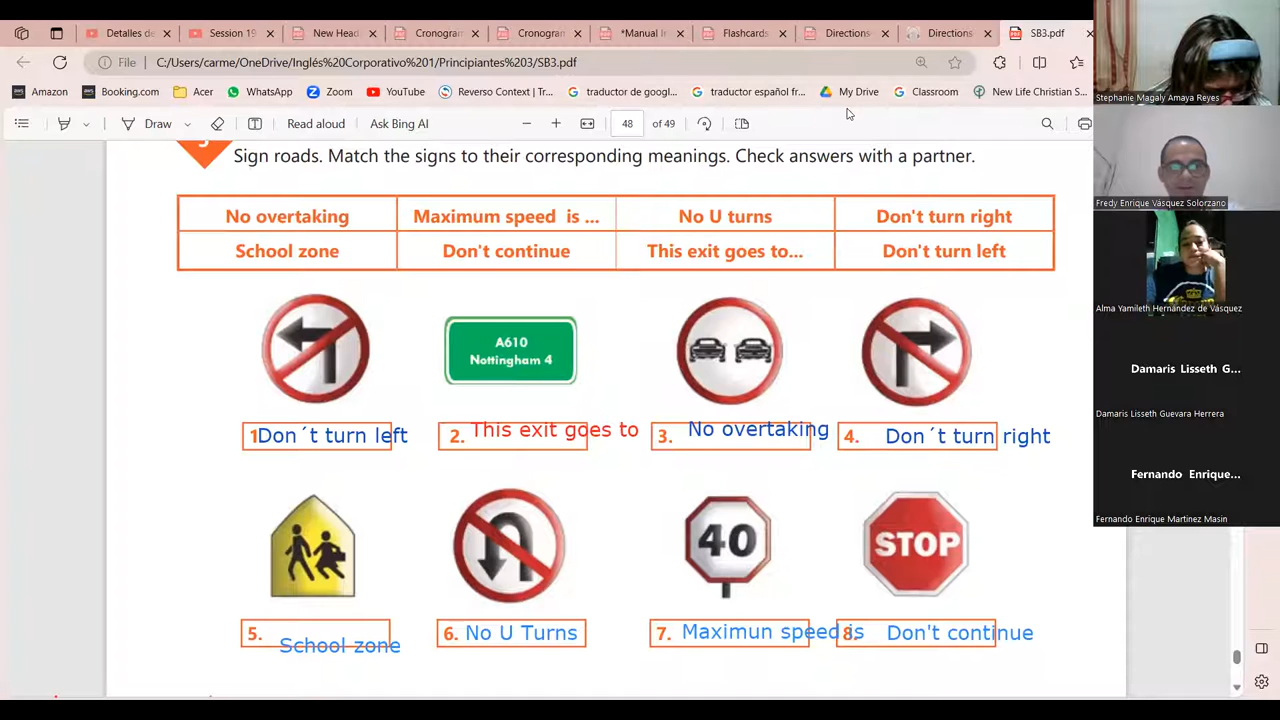 Detalles de
Session 19
New Head
Cronogram
Cronogran
*Manual In
Flashcards
Direction
Directions
SB3.pdf
File
C:/Users/carme/OneDrive/Inglés%20Corporativo%201/Principiantes%203/SB3.pdf
Amazon
Booking.com
Acer
WhatsApp
Zoom
YouTube
Reverso Context | Tr...
traductor de googl...
traductor español fr...
My Drive
Classroom
New Life Christian S...
Draw
Read aloud
Ask Bing AI
48
of 49
Sign roads. Match the signs to their corresponding meanings. Check answers with a partner.
No overtaking
Maximum speed is ...
No U turns
Don't turn right
School zone
Don't continue
This exit goes to...
Don't turn left
A610
Nottingham 4
1. Don´t turn left
2. This exit goes to
3. No overtaking
4. Don´t turn right
40
STOP
5. School zone
6. No U Turns
7. Maximun speed is
8. Don't continue
Stephanie Magaly Amaya Reyes
Fredy Enrique Vásquez Solorzano
Alma Yamileth Hernández de Vásquez
Damaris Lisseth G...
Damaris Lisseth Guevara Herrera
Fernando Enrique...
Fernando Enrique Martinez Masin